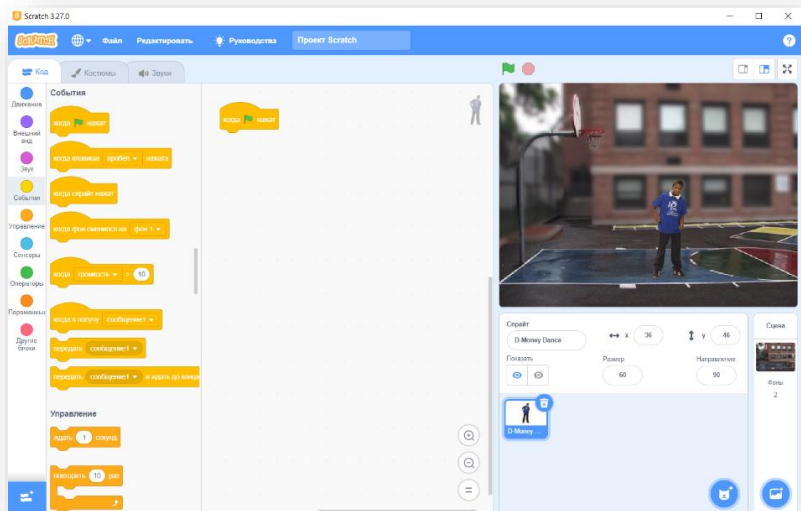 Scratch 3.27.0
SCRATCH
Файл
Редактировать
Руководства
Проект Scratch
Код
Костюмы
Звуки
Движение
Внешний
вид
Звук
События
Управление
Сенсоры
Операторы
Переменные
Другие
блоки
События
когда нажат
когда клавиша пробел нажата
когда спрайт нажат
когда фон сменился на фон 1
когда громкость > 10
когда я получу сообщение1
передать сообщение1
передать сообщение1 и ждать до конца
Управление
ждать 1 секунд
повторить 10 раз
когда нажат
Спрайт
D-Money Dance
x 36
y -46
Показать
Размер
60
Направление
90
D-Money ...
Сцена
Фоны
2